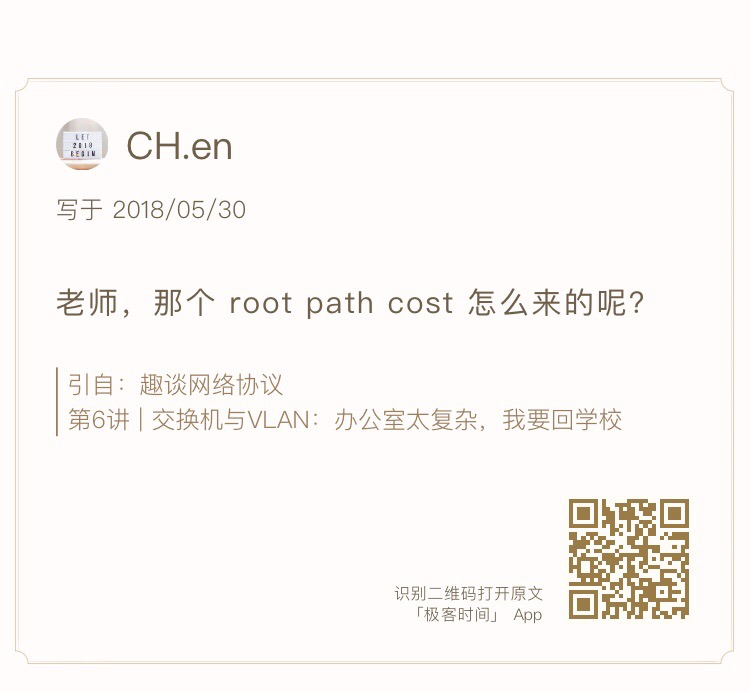 LET
2018
BEGIN
CH.en
写于 2018/05/30
老师，那个 root path cost 怎么来的呢？
引自：趣谈网络协议
第6讲 | 交换机与VLAN：办公室太复杂，我要回学校
识别二维码打开原文
「极客时间」 App